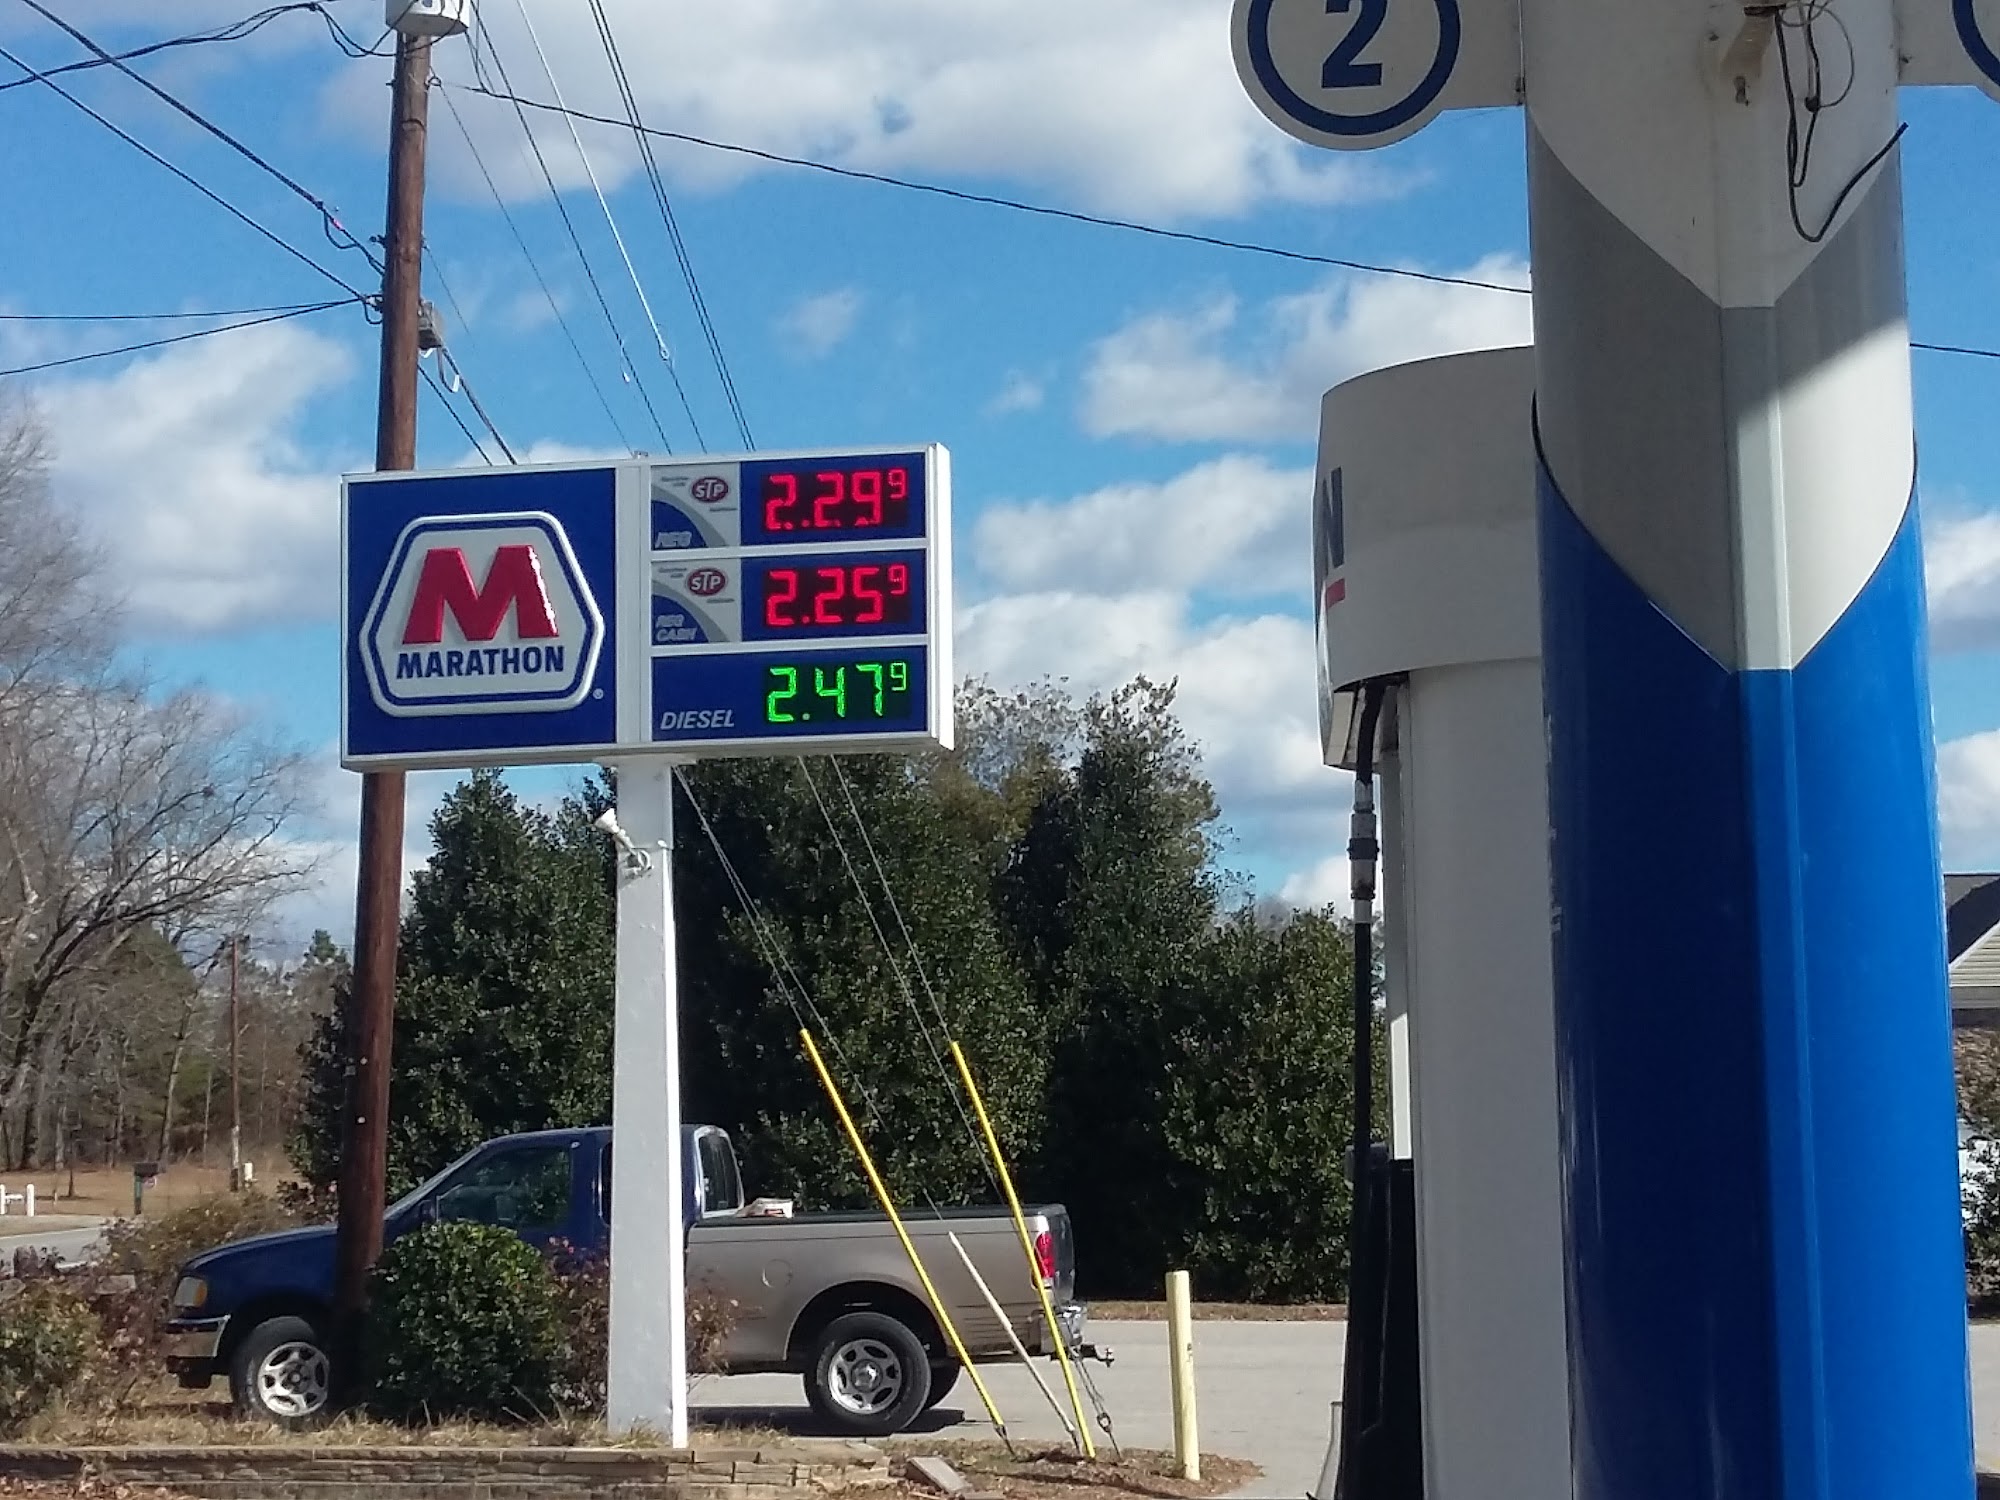 2
STP
REG
2.29 9
STP
REG
CASH
2.25 9
M
MARATHON
®
DIESEL
2.47 9
N